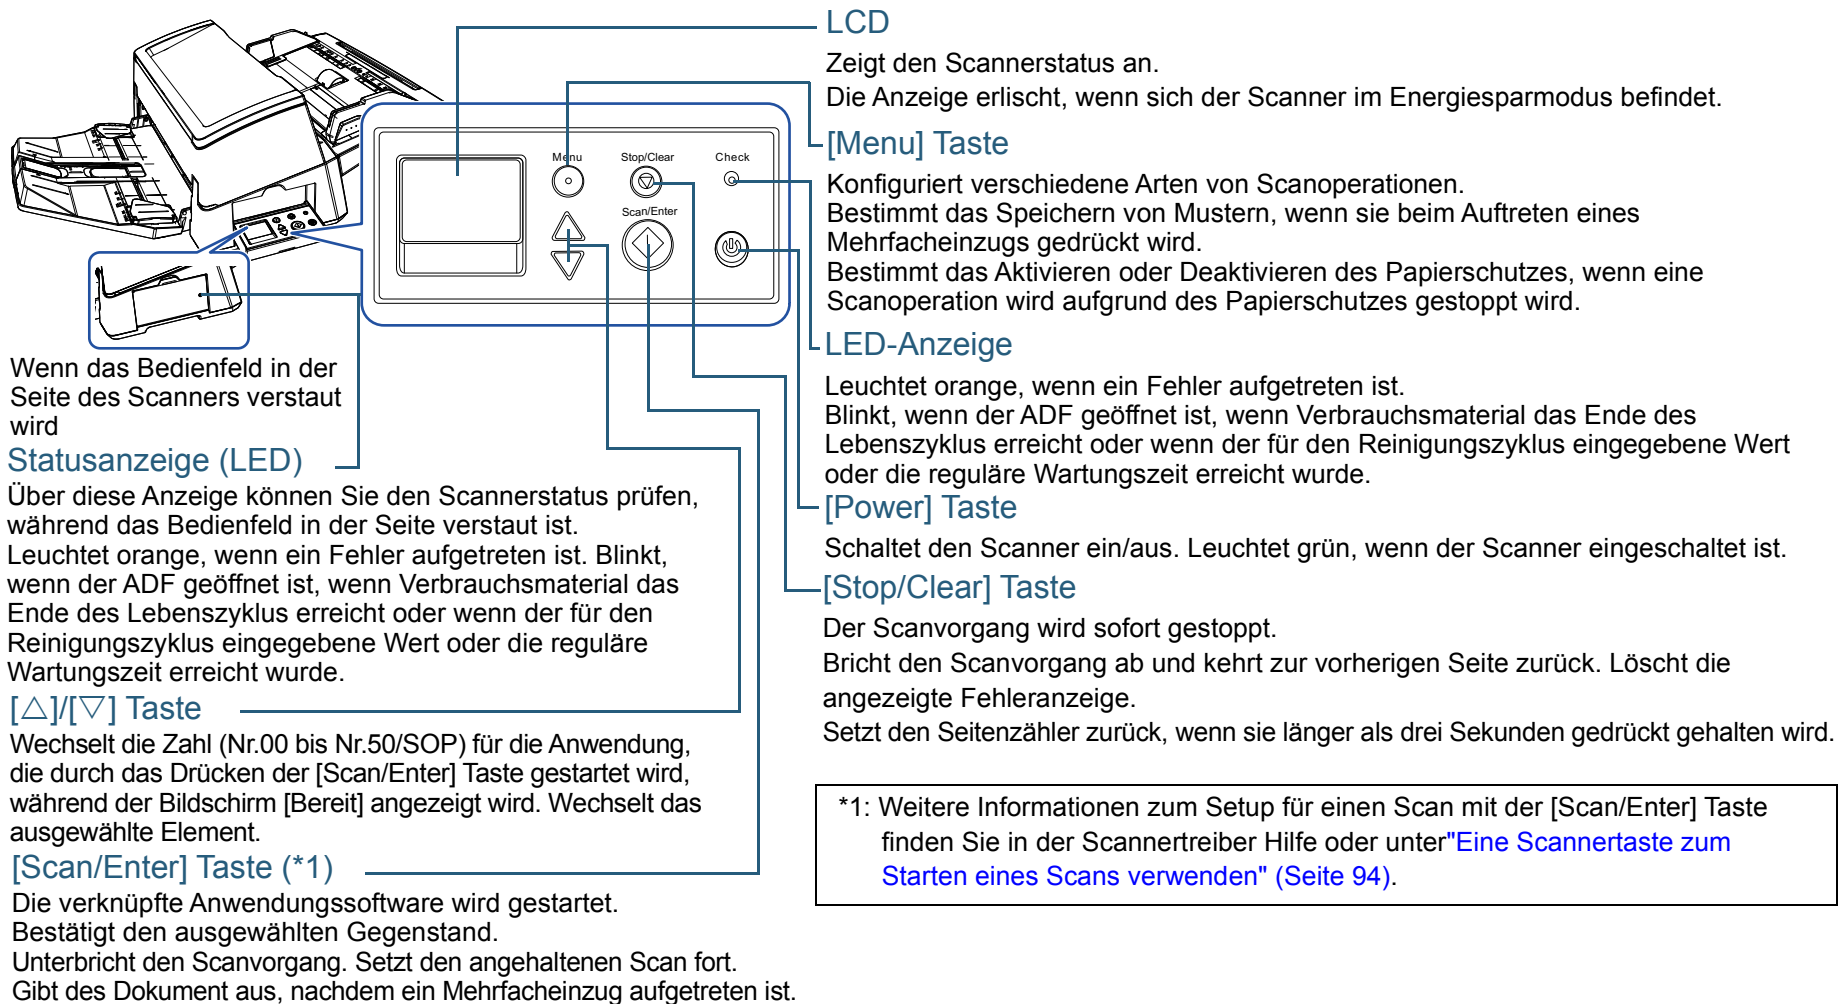 Menu
Stop/Clear
Check
Scan/Enter
Wenn das Bedienfeld in der
Seite des Scanners verstaut
wird
Statusanzeige (LED)
Über diese Anzeige können Sie den Scannerstatus prüfen,
während das Bedienfeld in der Seite verstaut ist.
Leuchtet orange, wenn ein Fehler aufgetreten ist. Blinkt,
wenn der ADF geöffnet ist, wenn Verbrauchsmaterial das
Ende des Lebenszyklus erreicht oder wenn der für den
Reinigungszyklus eingegebene Wert oder die reguläre
Wartungszeit erreicht wurde.
[△]/[▽] Taste
Wechselt die Zahl (Nr.00 bis Nr.50/SOP) für die Anwendung,
die durch das Drücken der [Scan/Enter] Taste gestartet wird,
während der Bildschirm [Bereit] angezeigt wird. Wechselt das
ausgewählte Element.
[Scan/Enter] Taste (*1)
Die verknüpfte Anwendungssoftware wird gestartet.
Bestätigt den ausgewählten Gegenstand.
Unterbricht den Scanvorgang. Setzt den angehaltenen Scan fort.
Gibt des Dokument aus, nachdem ein Mehrfacheinzug aufgetreten ist.
LCD
Zeigt den Scannerstatus an.
Die Anzeige erlischt, wenn sich der Scanner im Energiesparmodus befindet.
[Menu] Taste
Konfiguriert verschiedene Arten von Scanoperationen.
Bestimmt das Speichern von Mustern, wenn sie beim Auftreten eines
Mehrfacheinzugs gedrückt wird.
Bestimmt das Aktivieren oder Deaktivieren des Papierschutzes, wenn eine
Scanoperation wird aufgrund des Papierschutzes gestoppt wird.
LED-Anzeige
Leuchtet orange, wenn ein Fehler aufgetreten ist.
Blinkt, wenn der ADF geöffnet ist, wenn Verbrauchsmaterial das Ende des
Lebenszyklus erreicht oder wenn der für den Reinigungszyklus eingegebene Wert
oder die reguläre Wartungszeit erreicht wurde.
[Power] Taste
Schaltet den Scanner ein/aus. Leuchtet grün, wenn der Scanner eingeschaltet ist.
[Stop/Clear] Taste
Der Scanvorgang wird sofort gestoppt.
Bricht den Scanvorgang ab und kehrt zur vorherigen Seite zurück. Löscht die
angezeigte Fehleranzeige.
Setzt den Seitenzähler zurück, wenn sie länger als drei Sekunden gedrückt gehalten wird.
*1: Weitere Informationen zum Setup für einen Scan mit der [Scan/Enter] Taste
finden Sie in der Scannertreiber Hilfe oder unter"Eine Scannertaste zum
Starten eines Scans verwenden" (Seite 94).